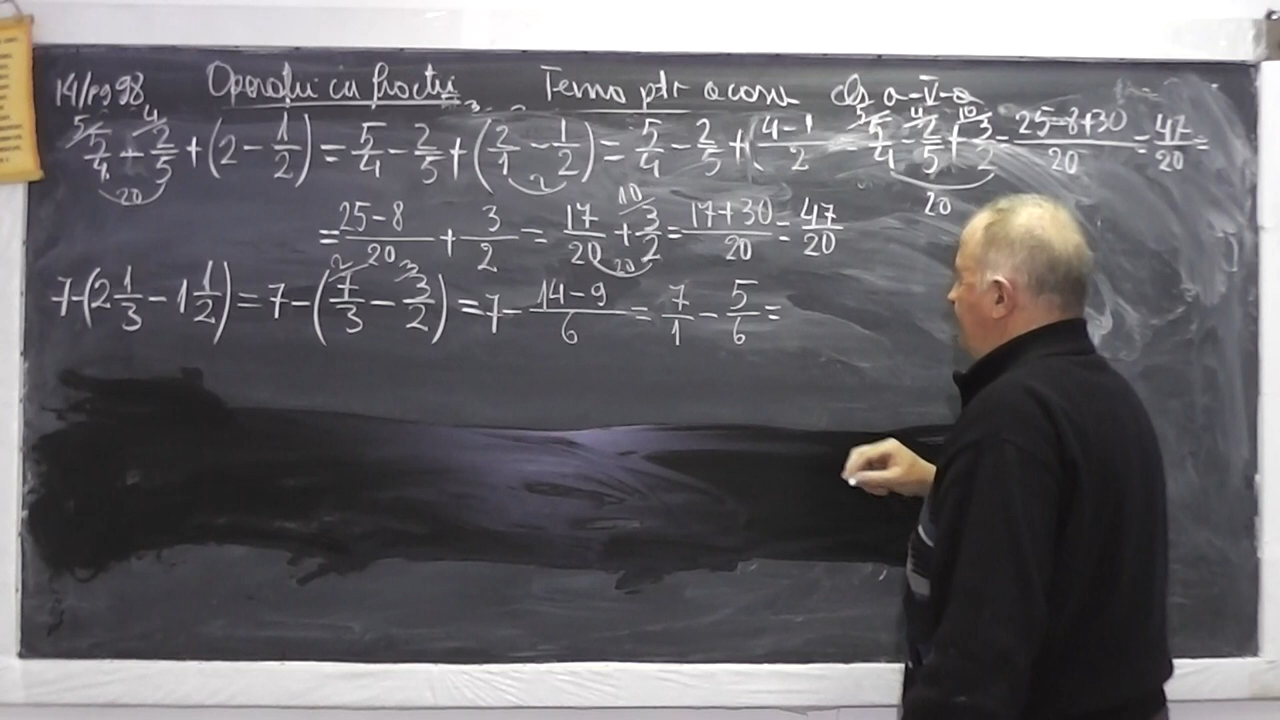 14/pg 98 Operații cu fracții Tema ptr acasă cls a-V-a
5/4 + 2/5 + (2 - 1/2) = 5/4 - 2/5 + (2/1 - 1/2) = 5/4 - 2/5 + (4-1/2 = 5/4 - 2/5 + 3/2 = 25-8+30/20 = 47/20 =
= 25-8/20 + 3/2 = 17/20 + 3/2 = 17+30/20 = 47/20
7-(2 1/3 - 1 1/2) = 7-(7/3 - 3/2) = 7- 14-9/6 = 7/1 - 5/6 =